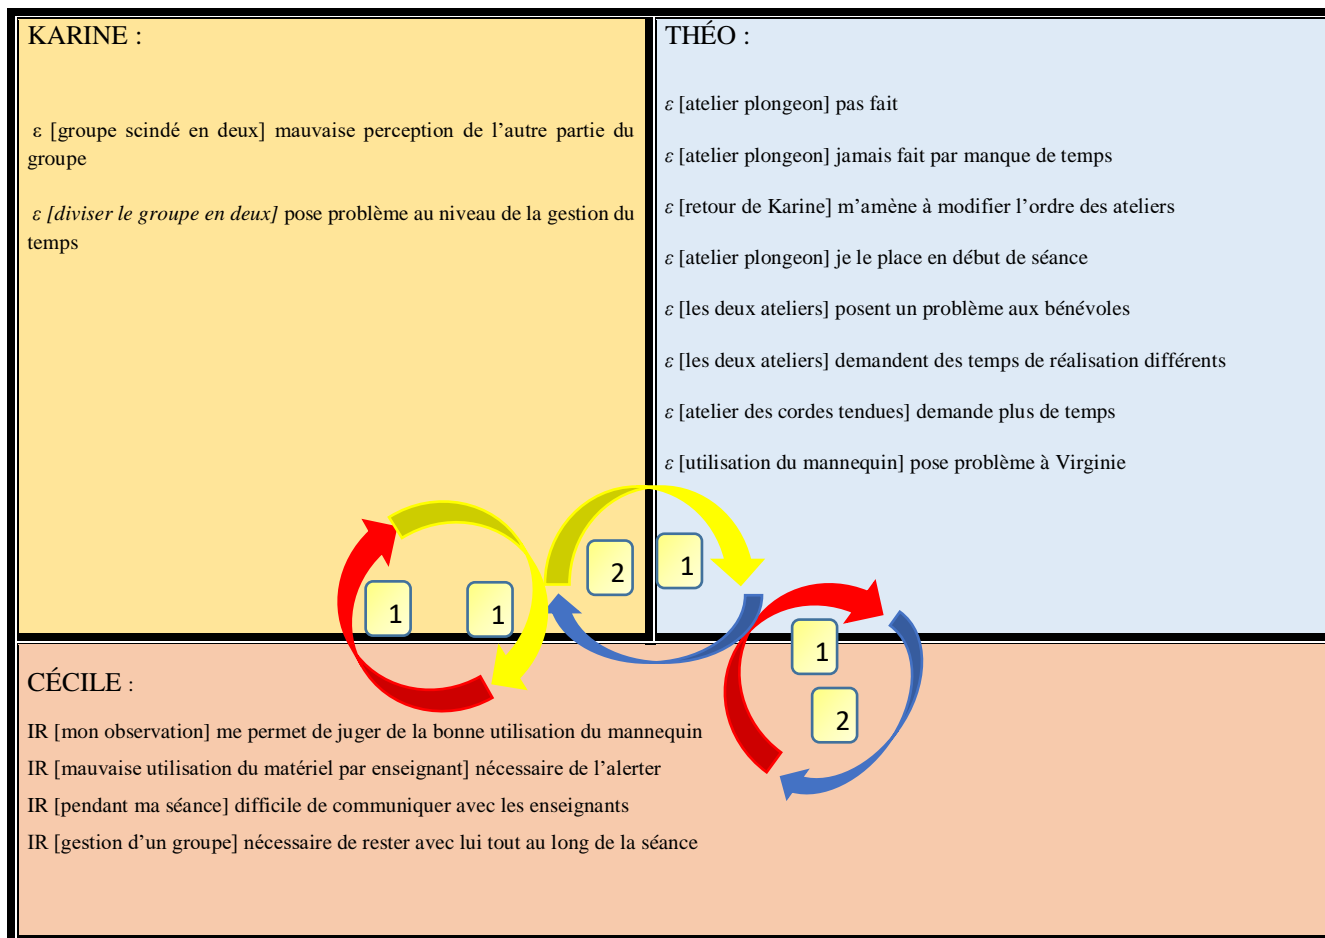 KARINE :
ε [groupe scindé en deux] mauvaise perception de l’autre partie du
groupe
ε [diviser le groupe en deux] pose problème au niveau de la gestion du
temps
THÉO :
ε [atelier plongeon] pas fait
ε [atelier plongeon] jamais fait par manque de temps
ε [retour de Karine] m’amène à modifier l’ordre des ateliers
ε [atelier plongeon] je le place en début de séance
ε [les deux ateliers] posent un problème aux bénévoles
ε [les deux ateliers] demandent des temps de réalisation différents
ε [atelier des cordes tendues] demande plus de temps
ε [utilisation du mannequin] pose problème à Virginie
2
1
1
1
1
2
CÉCILE :
IR [mon observation] me permet de juger de la bonne utilisation du mannequin
IR [mauvaise utilisation du matériel par enseignant] nécessaire de l’alerter
IR [pendant ma séance] difficile de communiquer avec les enseignants
IR [gestion d’un groupe] nécessaire de rester avec lui tout au long de la séance